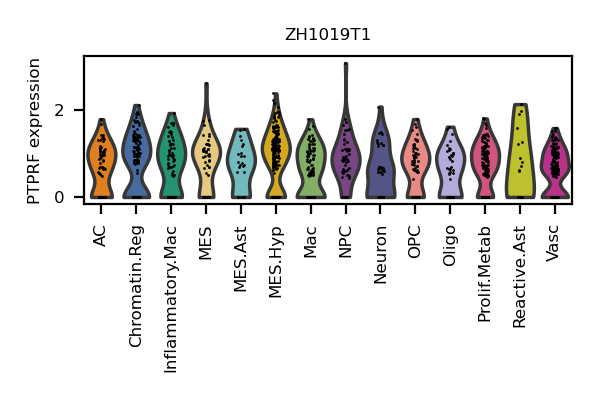 ZH1019T1
PTPRF expression
2
0
AC
Chromatin.Reg
Inflammatory.Mac
MES
MES.Ast
MES.Hyp
Mac
NPC
Neuron
OPC
Oligo
Prolif.Metab
Reactive.Ast
Vasc